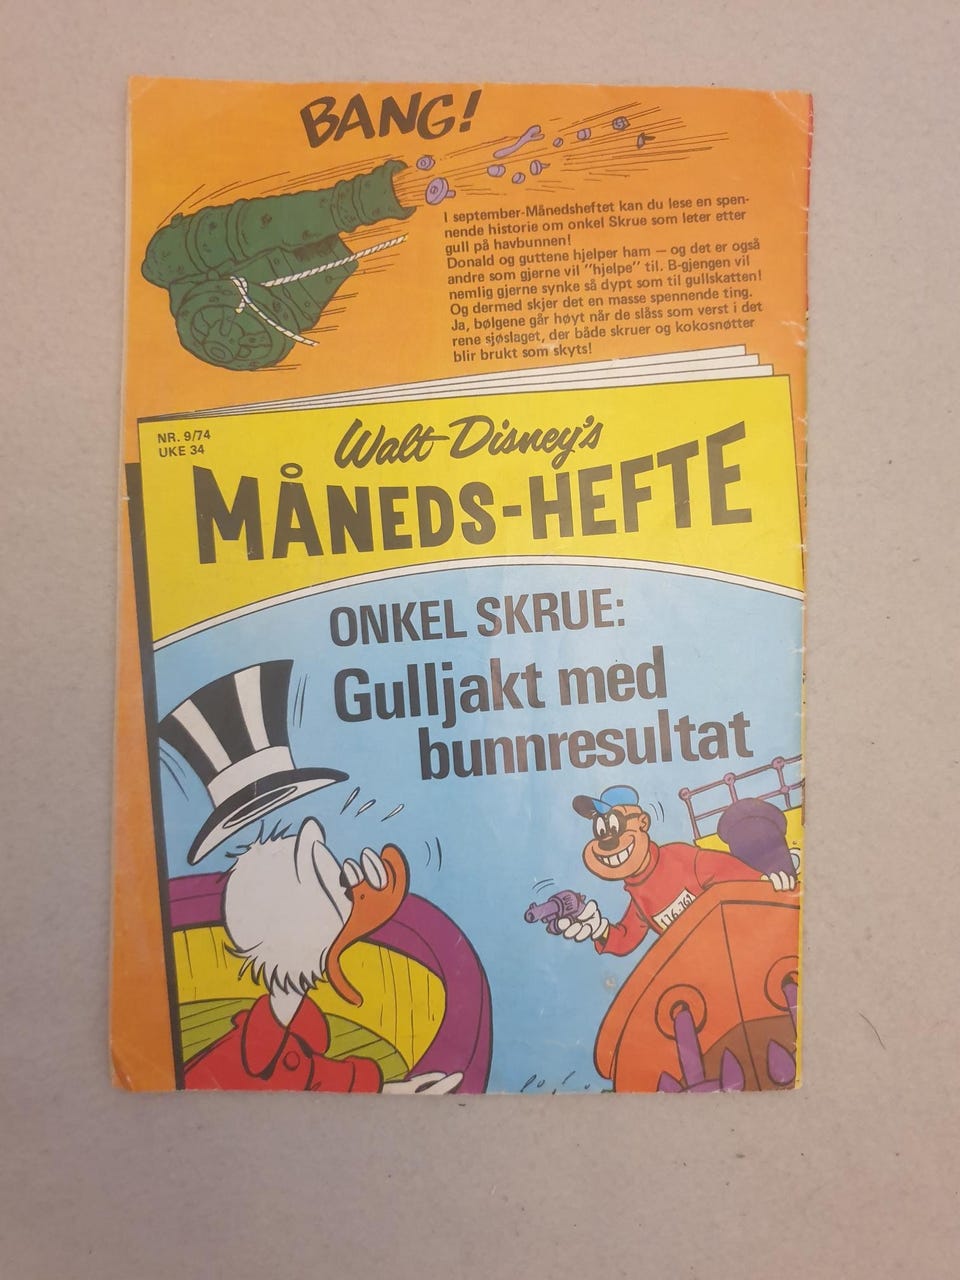 BANG!
I september-Månedsheftet kan du lese en spen-
nende historie om onkel Skrue som leter etter
gull på havbunnen!
Donald og guttene hjelper ham — og det er også
andre som gjerne vil "hjelpe" til. B-gjengen vil
nemlig gjerne synke så dypt som til gullskatten!
Og dermed skjer det en masse spennende ting.
Ja, bølgene går høyt når de slåss som verst i det
rene sjøslaget, der både skruer og kokosnøtter
blir brukt som skyts!
NR. 9/74
UKE 34
Walt Disney's
MÅNEDS-HEFTE
ONKEL SKRUE:
Gulljakt med
bunnresultat
176-761